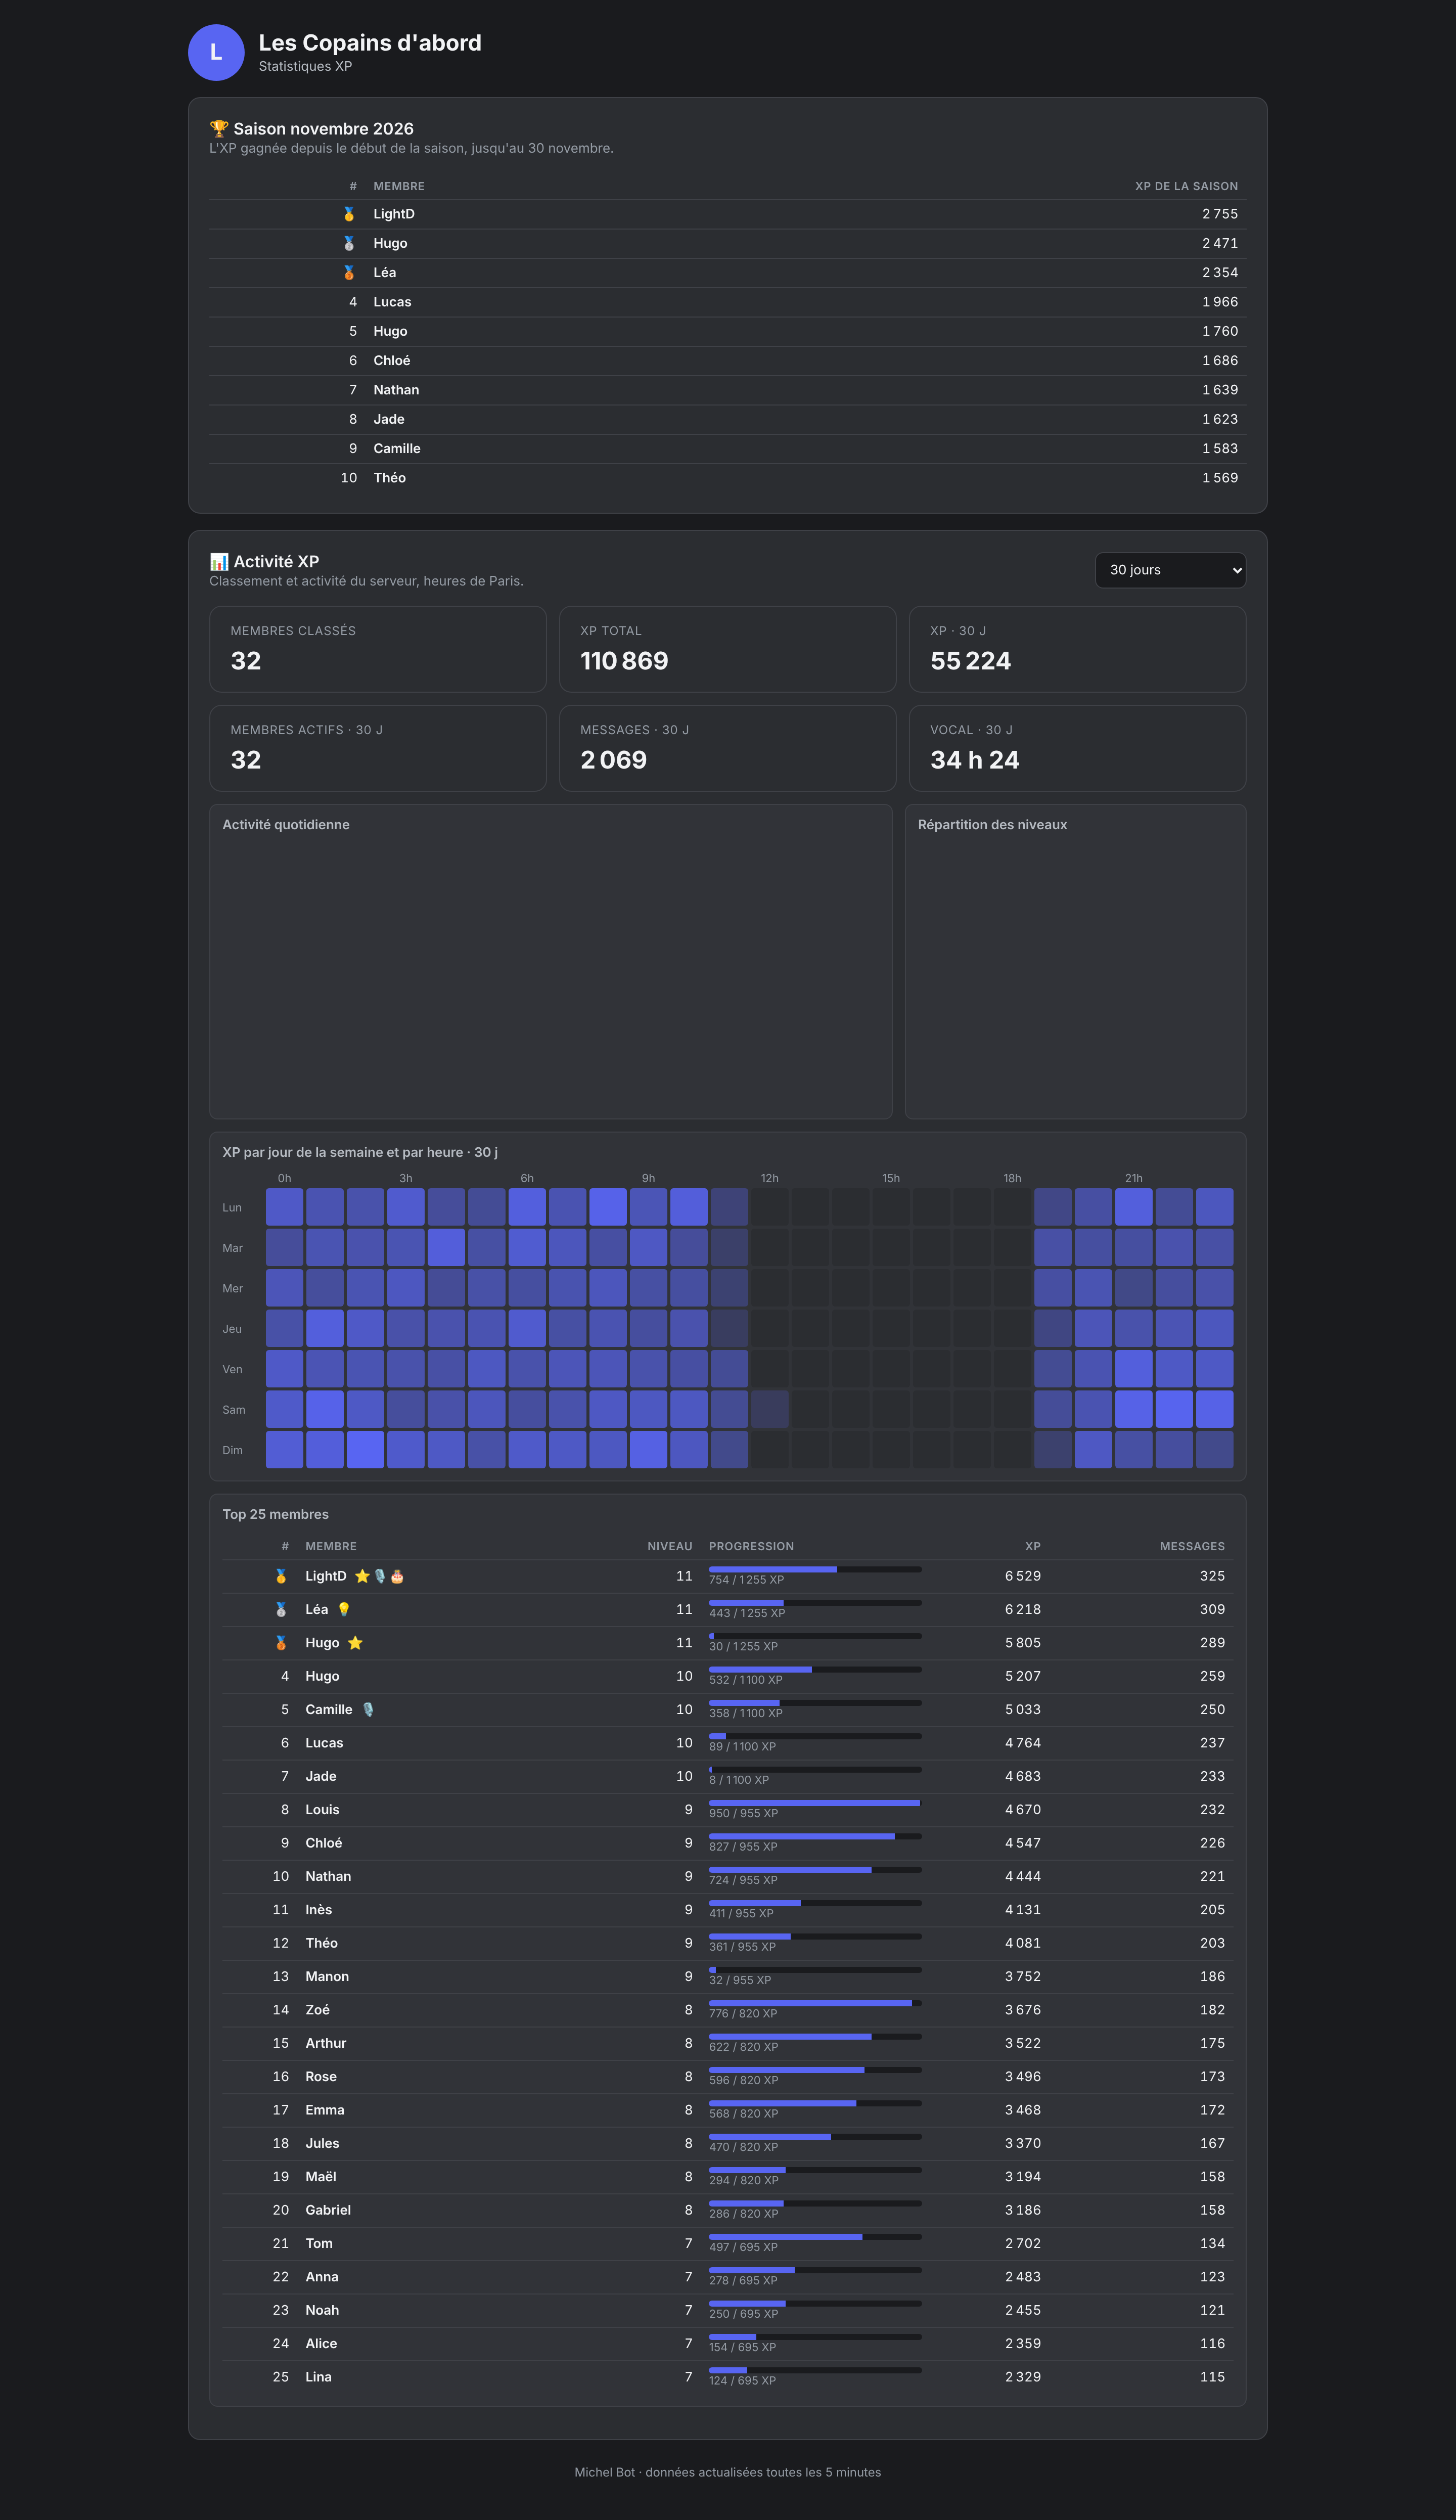 L
Les Copains d'abord
Statistiques XP
🏆 Saison novembre 2026
L'XP gagnée depuis le début de la saison, jusqu'au 30 novembre.
# MEMBRE XP DE LA SAISON
🥇 LightD 2 755
🥈 Hugo 2 471
🥉 Léa 2 354
4 Lucas 1 966
5 Hugo 1 760
6 Chloé 1 686
7 Nathan 1 639
8 Jade 1 623
9 Camille 1 583
10 Théo 1 569
📊 Activité XP
Classement et activité du serveur, heures de Paris.
30 jours
MEMBRES CLASSÉS XP TOTAL XP · 30 J
32 110 869 55 224
MEMBRES ACTIFS · 30 J MESSAGES · 30 J VOCAL · 30 J
32 2 069 34 h 24
Activité quotidienne Répartition des niveaux
XP par jour de la semaine et par heure · 30 j
0h 3h 6h 9h 12h 15h 18h 21h
Lun
Mar
Mer
Jeu
Ven
Sam
Dim
Top 25 membres
# MEMBRE NIVEAU PROGRESSION XP MESSAGES
🥇 LightD ⭐🎙️🎂 11 754 / 1 255 XP 6 529 325
🥈 Léa 💡 11 443 / 1 255 XP 6 218 309
🥉 Hugo ⭐ 11 30 / 1 255 XP 5 805 289
4 Hugo 10 532 / 1 100 XP 5 207 259
5 Camille 🎙️ 10 358 / 1 100 XP 5 033 250
6 Lucas 10 89 / 1 100 XP 4 764 237
7 Jade 10 8 / 1 100 XP 4 683 233
8 Louis 9 950 / 955 XP 4 670 232
9 Chloé 9 827 / 955 XP 4 547 226
10 Nathan 9 724 / 955 XP 4 444 221
11 Inès 9 411 / 955 XP 4 131 205
12 Théo 9 361 / 955 XP 4 081 203
13 Manon 9 32 / 955 XP 3 752 186
14 Zoé 8 776 / 820 XP 3 676 182
15 Arthur 8 622 / 820 XP 3 522 175
16 Rose 8 596 / 820 XP 3 496 173
17 Emma 8 568 / 820 XP 3 468 172
18 Jules 8 470 / 820 XP 3 370 167
19 Maël 8 294 / 820 XP 3 194 158
20 Gabriel 8 286 / 820 XP 3 186 158
21 Tom 7 497 / 695 XP 2 702 134
22 Anna 7 278 / 695 XP 2 483 123
23 Noah 7 250 / 695 XP 2 455 121
24 Alice 7 154 / 695 XP 2 359 116
25 Lina 7 124 / 695 XP 2 329 115
Michel Bot · données actualisées toutes les 5 minutes